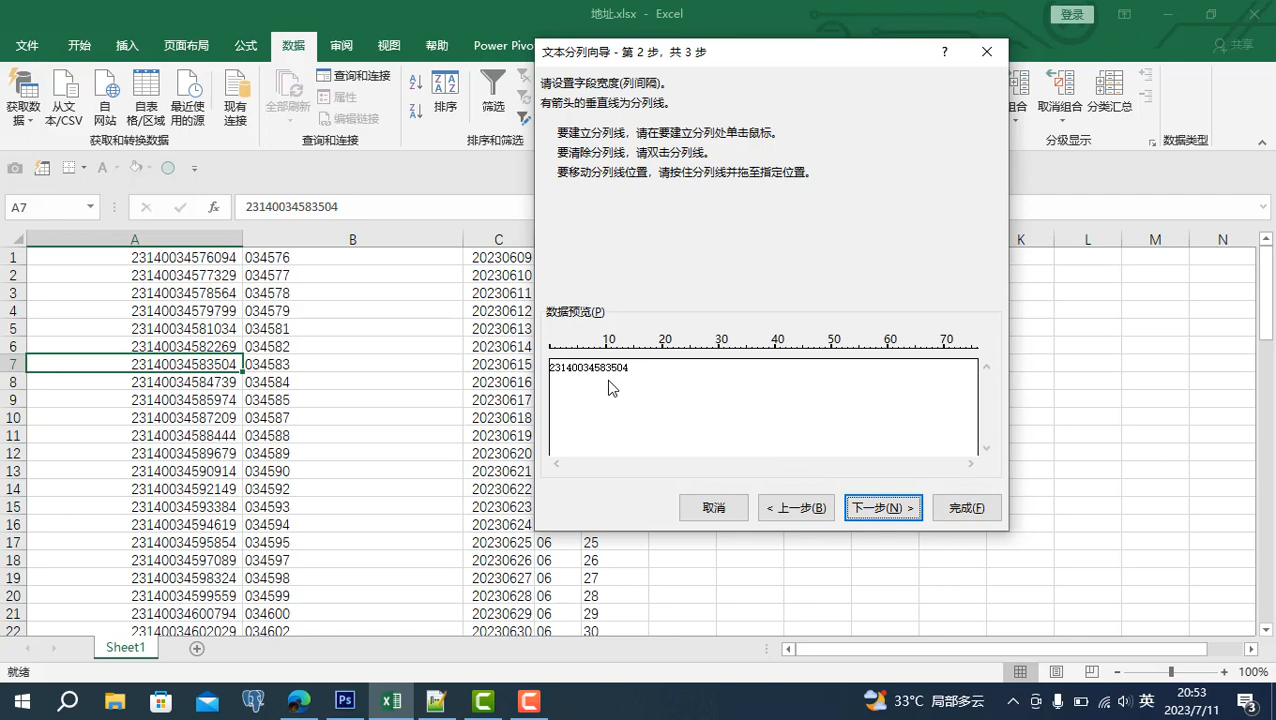 地址.xlsx - Excel
登录
文件 开始 插入 页面布局 公式 数据 审阅 视图 帮助 Power Pivo
共享
获取数据 从文本/CSV 自网站 自表格/区域 最近使用的源 现有连接
获取和转换数据
全部刷新 查询和连接
属性
编辑链接
查询和连接
排序 筛选
排序和筛选
组合 取消组合 分类汇总
分级显示
数据类型
A7 fx 23140034583504
A B C K L M N
1 23140034576094 034576 20230609
2 23140034577329 034577 20230610
3 23140034578564 034578 20230611
4 23140034579799 034579 20230612
5 23140034581034 034581 20230613
6 23140034582269 034582 20230614
7 23140034583504 034583 20230615
8 23140034584739 034584 20230616
9 23140034585974 034585 20230617
10 23140034587209 034587 20230618
11 23140034588444 034588 20230619
12 23140034589679 034589 20230620
13 23140034590914 034590 20230621
14 23140034592149 034592 20230622
15 23140034593384 034593 20230623
16 23140034594619 034594 20230624
17 23140034595854 034595 20230625 06 25
18 23140034597089 034597 20230626 06 26
19 23140034598324 034598 20230627 06 27
20 23140034599559 034599 20230628 06 28
21 23140034600794 034600 20230629 06 29
22 23140034602029 034602 20230630 06 30
文本分列向导 - 第 2 步，共 3 步
?
请设置字段宽度(列间隔)。
有箭头的垂直线为分列线。
要建立分列线，请在要建立分列处单击鼠标。
要清除分列线，请双击分列线。
要移动分列线位置，请按住分列线并拖至指定位置。
数据预览(P)
10 20 30 40 50 60 70
23140034583504
取消 < 上一步(B) 下一步(N) > 完成(F)
Sheet1
就绪
100%
Ps
33°C 局部多云
英
20:53
2023/7/11
3